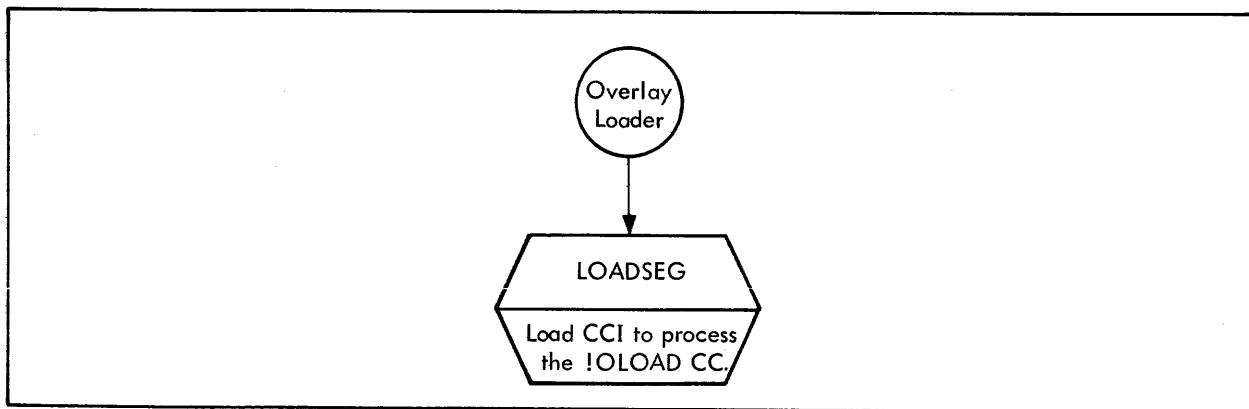 Overlay
Loader
LOADSEG
Load CCI to process
the !OLOAD CC.